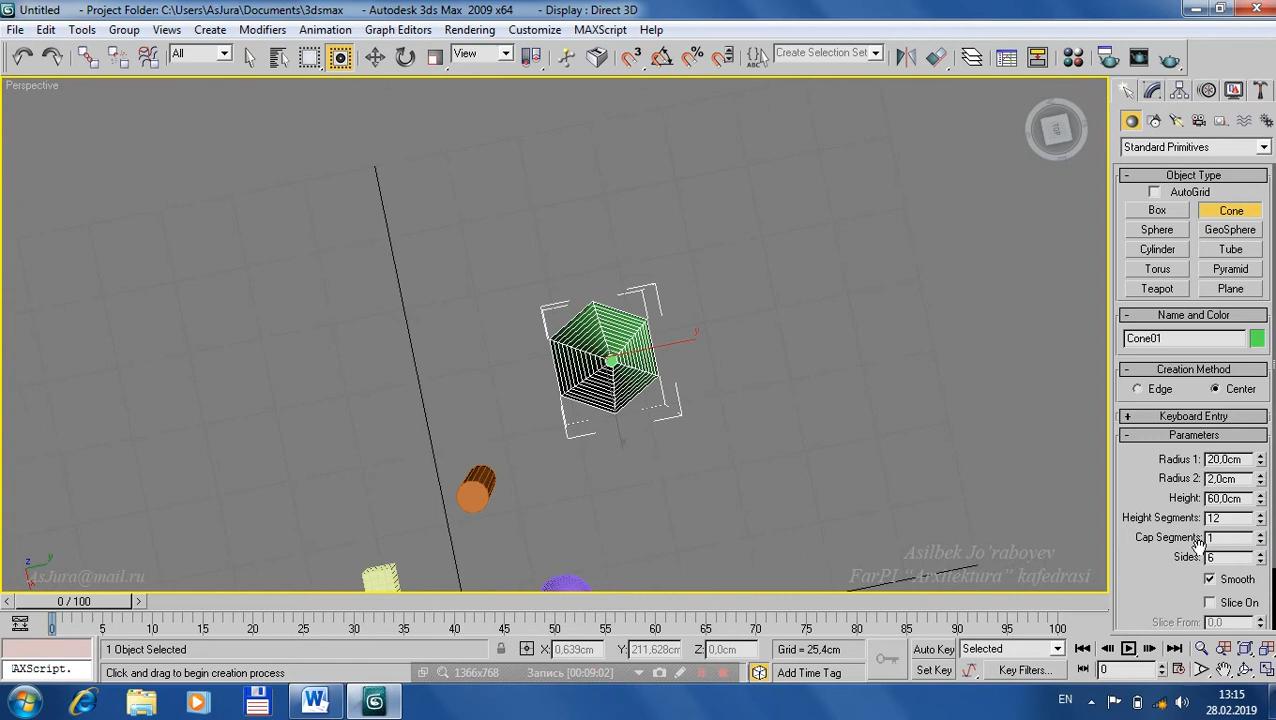 Untitled - Project Folder: C:\Users\AsJura\Documents\3dsmax - Autodesk 3ds Max 2009 x64 - Display : Direct 3D
File Edit Tools Group Views Create Modifiers Animation Graph Editors Rendering Customize MAXScript Help
All View Create Selection Set
Perspective
TOP
Standard Primitives
- Object Type
AutoGrid
Box Cone
Sphere GeoSphere
Cylinder Tube
Torus Pyramid
Teapot Plane
- Name and Color
Cone01
- Creation Method
Edge Center
+ Keyboard Entry
- Parameters
Radius 1: 20,0cm
Radius 2: 2,0cm
Height: 60,0cm
Height Segments: 12
Cap Segments: 1
Sides: 6
Smooth
Slice On
Slice From: 0,0
y
x
z y
Asilbek Jo'raboyev
FarPI "Arxitektura" kafedrasi
AsJura@mail.ru
< 0 / 100 >
0 5 10 15 20 25 30 35 40 45 50 55 60 65 70 75 80 85 90 95 100
1 Object Selected X: 0,639cm Y: 211,628cm Z: 0,0cm Grid = 25,4cm Auto Key Selected
AXScript. Click and drag to begin creation process 1366x768 Запись [00:09:02] Add Time Tag Set Key Key Filters... 0
EN 13:15
28.02.2019